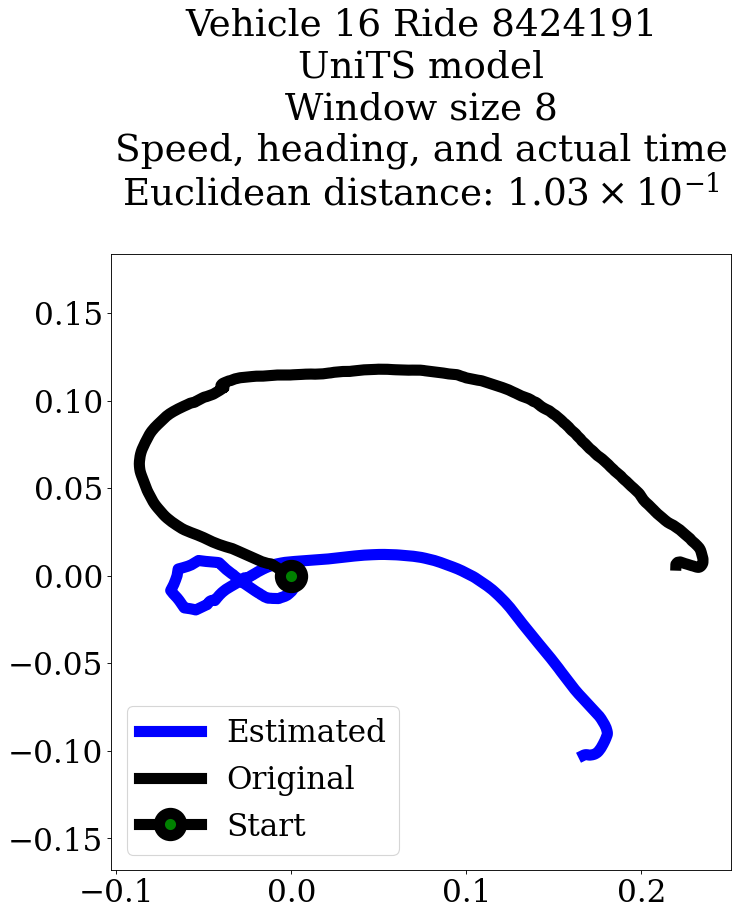 Vehicle 16 Ride 8424191
UniTS model
Window size 8
Speed, heading, and actual time
Euclidean distance: 1.03 × 10⁻¹
0.15
0.10
0.05
0.00
−0.05
−0.10
−0.15
Estimated
Original
Start
−0.1
0.0
0.1
0.2